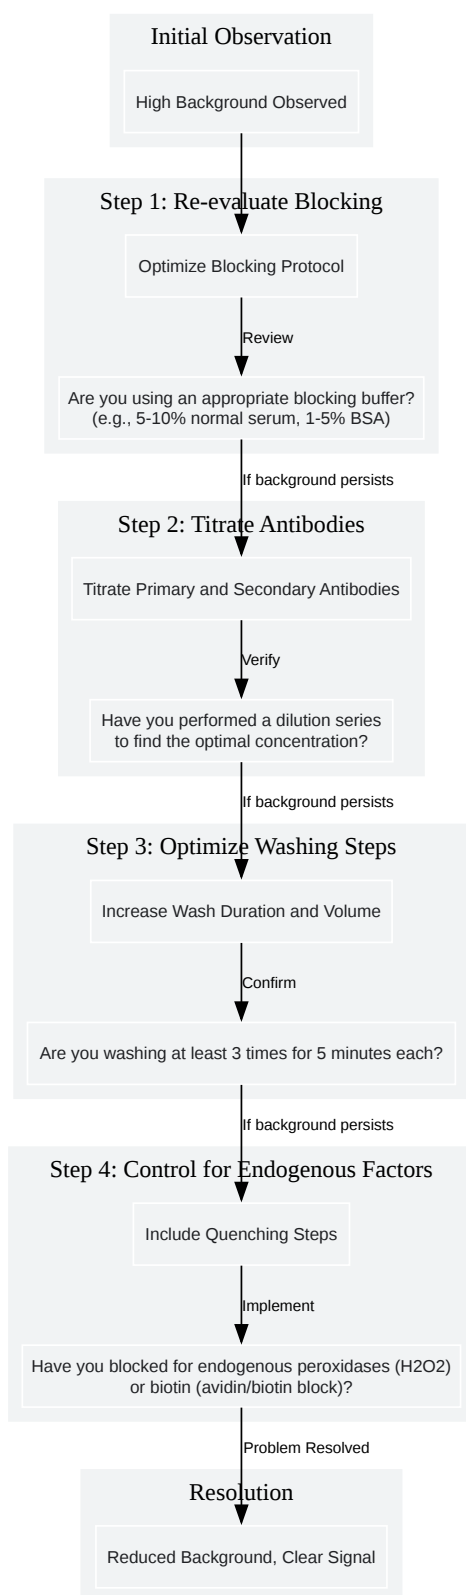 Initial Observation
High Background Observed
Step 1: Re-evaluate Blocking
Optimize Blocking Protocol
Review
Are you using an appropriate blocking buffer?
(e.g., 5-10% normal serum, 1-5% BSA)
If background persists
Step 2: Titrate Antibodies
Titrate Primary and Secondary Antibodies
Verify
Have you performed a dilution series
to find the optimal concentration?
If background persists
Step 3: Optimize Washing Steps
Increase Wash Duration and Volume
Confirm
Are you washing at least 3 times for 5 minutes each?
If background persists
Step 4: Control for Endogenous Factors
Include Quenching Steps
Implement
Have you blocked for endogenous peroxidases (H2O2)
or biotin (avidin/biotin block)?
Problem Resolved
Resolution
Reduced Background, Clear Signal